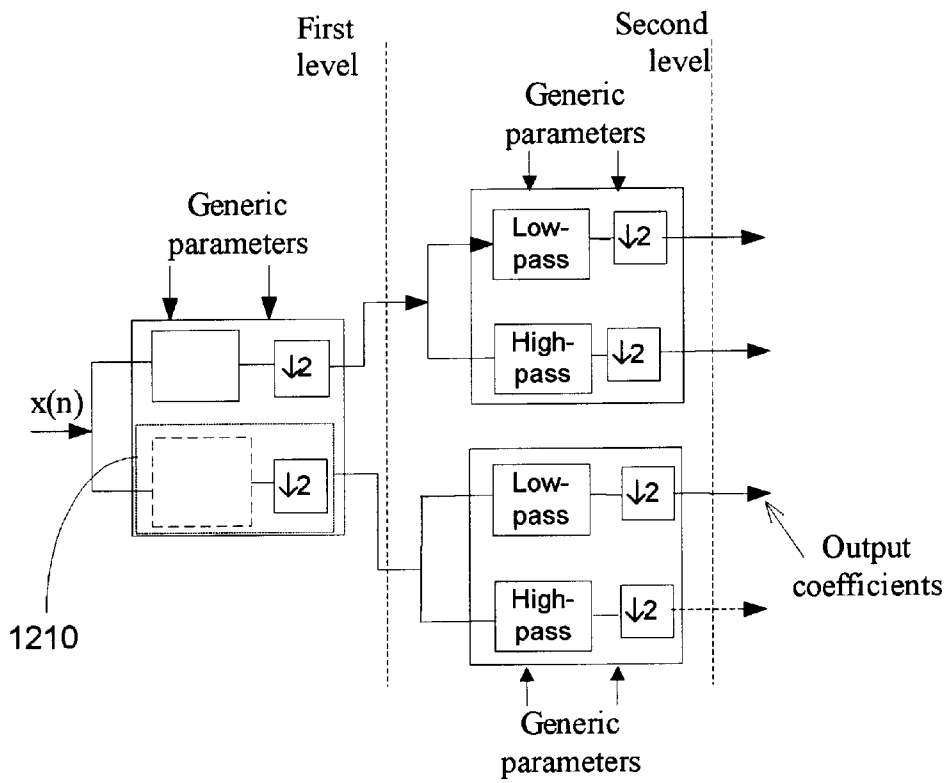 First
level
Second
level
Generic
parameters
Generic
parameters
Low-
pass
↓2
High-
pass
↓2
↓2
x(n)
↓2
Low-
pass
↓2
High-
pass
↓2
Output
coefficients
1210
Generic
parameters